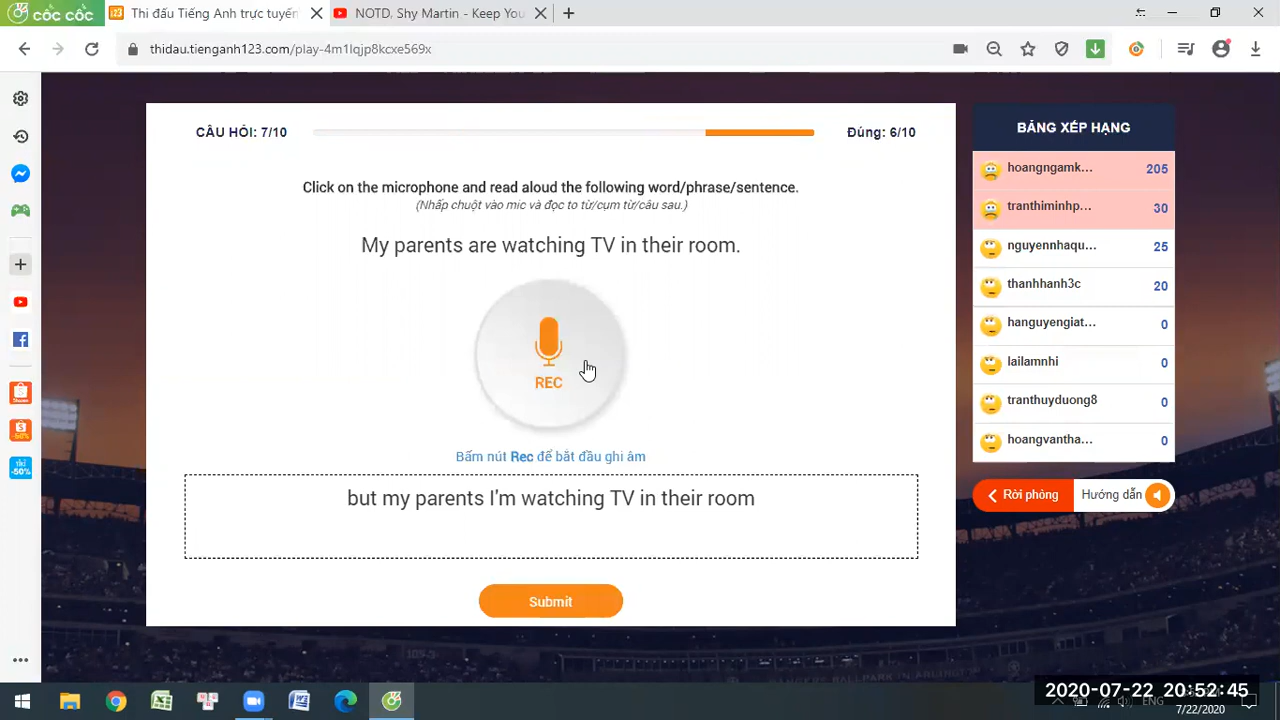 cốc cốc
Thi đấu Tiếng Anh trực tuyến
NOTD, Shy Martin - Keep You
thidau.tienganh123.com/play-4m1lqjp8kcxe569x
CÂU HỎI: 7/10
Đúng: 6/10
Click on the microphone and read aloud the following word/phrase/sentence.
(Nhấp chuột vào mic và đọc to từ/cụm từ/câu sau.)
My parents are watching TV in their room.
REC
Bấm nút Rec để bắt đầu ghi âm
but my parents I'm watching TV in their room
Submit
BẢNG XẾP HẠNG
hoangngamk... 205
tranthiminhp... 30
nguyennhaqu... 25
thanhhanh3c 20
hanguyengiat... 0
lailamnhi 0
tranthuyduong8 0
hoangvantha... 0
Rời phòng
Hướng dẫn
2020-07-22 20:52:45
ENG
7/22/2020